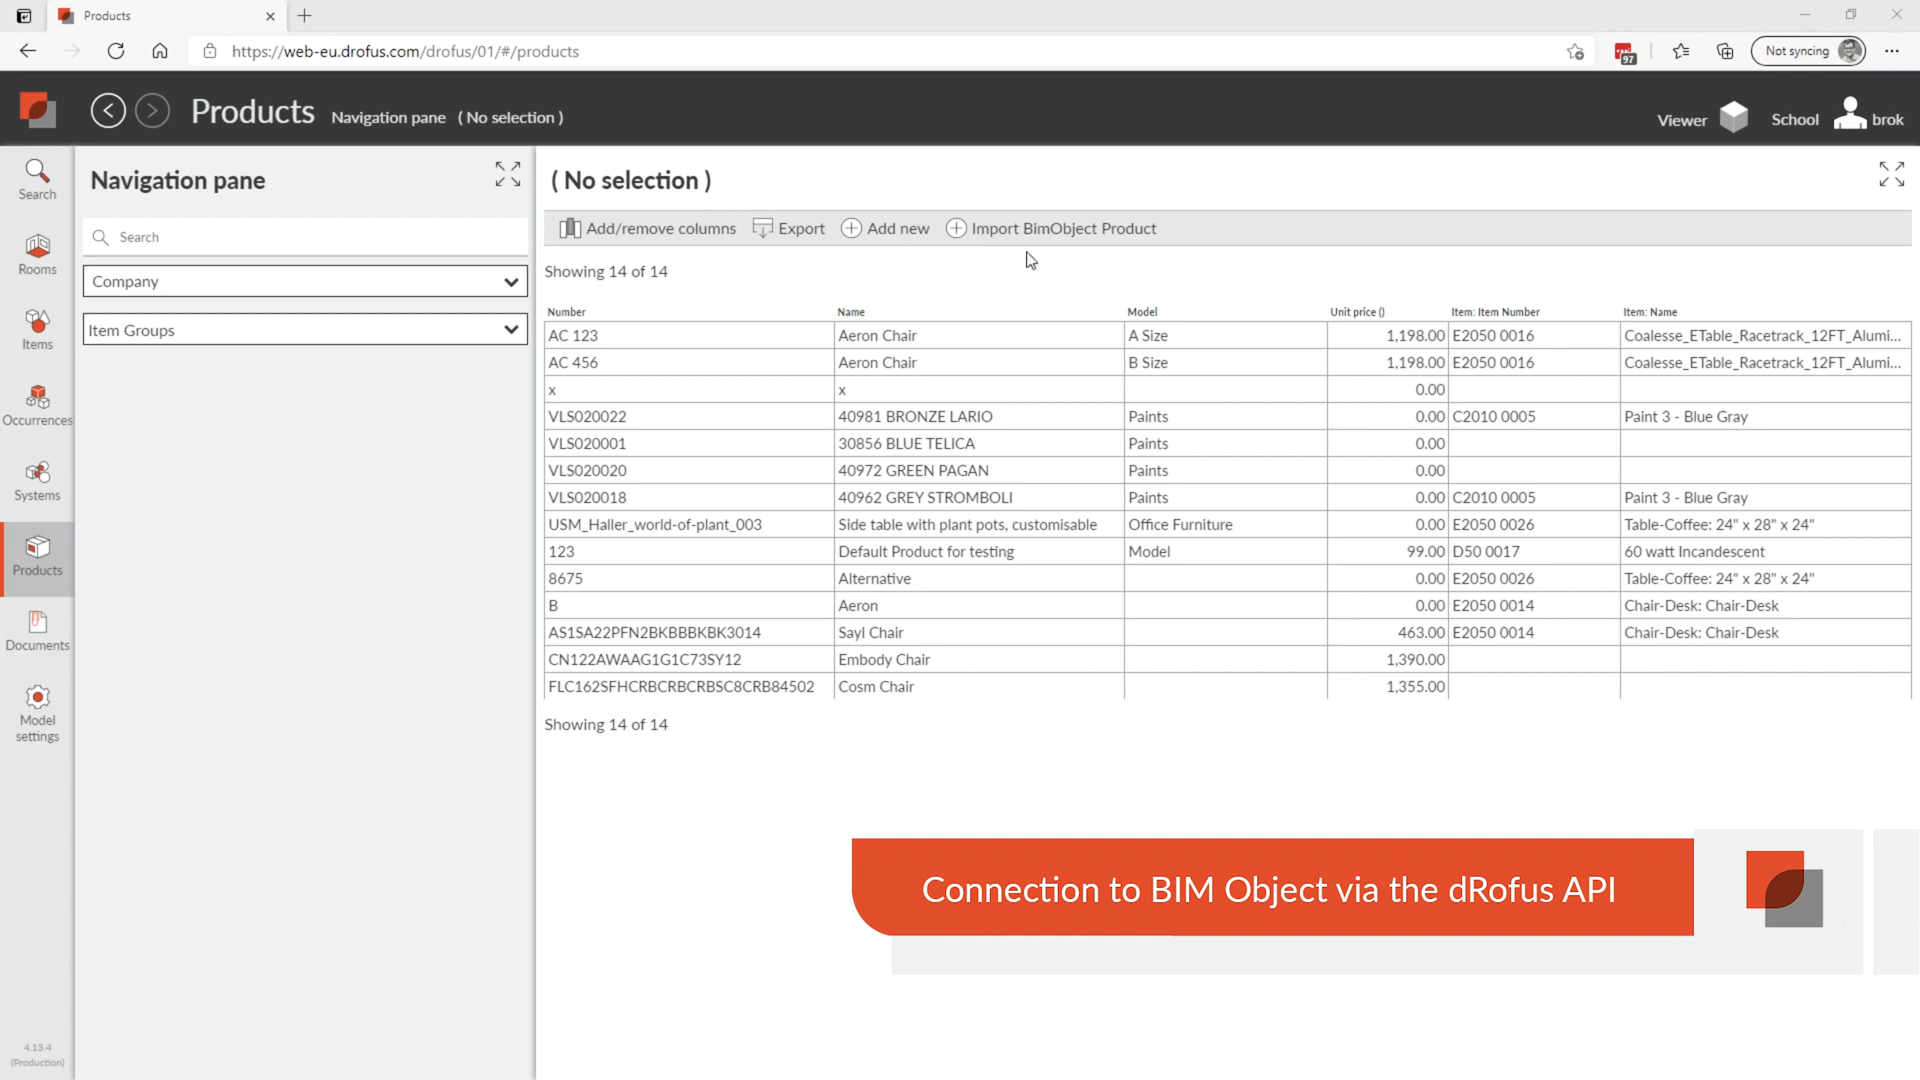 Products
https://web-eu.drofus.com/drofus/01/#/products
97
Not syncing
Products Navigation pane ( No selection )
Viewer School brok
Search
Rooms
Items
Occurrences
Systems
Products
Documents
Model
settings
4.13.4
(Production)
Navigation pane
Search
Company
Item Groups
( No selection )
Add/remove columns Export Add new Import BimObject Product
Showing 14 of 14
Number Name Model Unit price () Item: Item Number Item: Name
AC 123 Aeron Chair A Size 1,198.00 E2050 0016 Coalesse_ETable_Racetrack_12FT_Alumi...
AC 456 Aeron Chair B Size 1,198.00 E2050 0016 Coalesse_ETable_Racetrack_12FT_Alumi...
x x 0.00
VLS020022 40981 BRONZE LARIO Paints 0.00 C2010 0005 Paint 3 - Blue Gray
VLS020001 30856 BLUE TELICA Paints 0.00
VLS020020 40972 GREEN PAGAN Paints 0.00
VLS020018 40962 GREY STROMBOLI Paints 0.00 C2010 0005 Paint 3 - Blue Gray
USM_Haller_world-of-plant_003 Side table with plant pots, customisable Office Furniture 0.00 E2050 0026 Table-Coffee: 24" x 28" x 24"
123 Default Product for testing Model 99.00 D50 0017 60 watt Incandescent
8675 Alternative 0.00 E2050 0026 Table-Coffee: 24" x 28" x 24"
B Aeron 0.00 E2050 0014 Chair-Desk: Chair-Desk
AS1SA22PFN2BKBBBKBK3014 Sayl Chair 463.00 E2050 0014 Chair-Desk: Chair-Desk
CN122AWAAG1G1C73SY12 Embody Chair 1,390.00
FLC162SFHCRBCRBCRBSC8CRB84502 Cosm Chair 1,355.00
Showing 14 of 14
Connection to BIM Object via the dRofus API